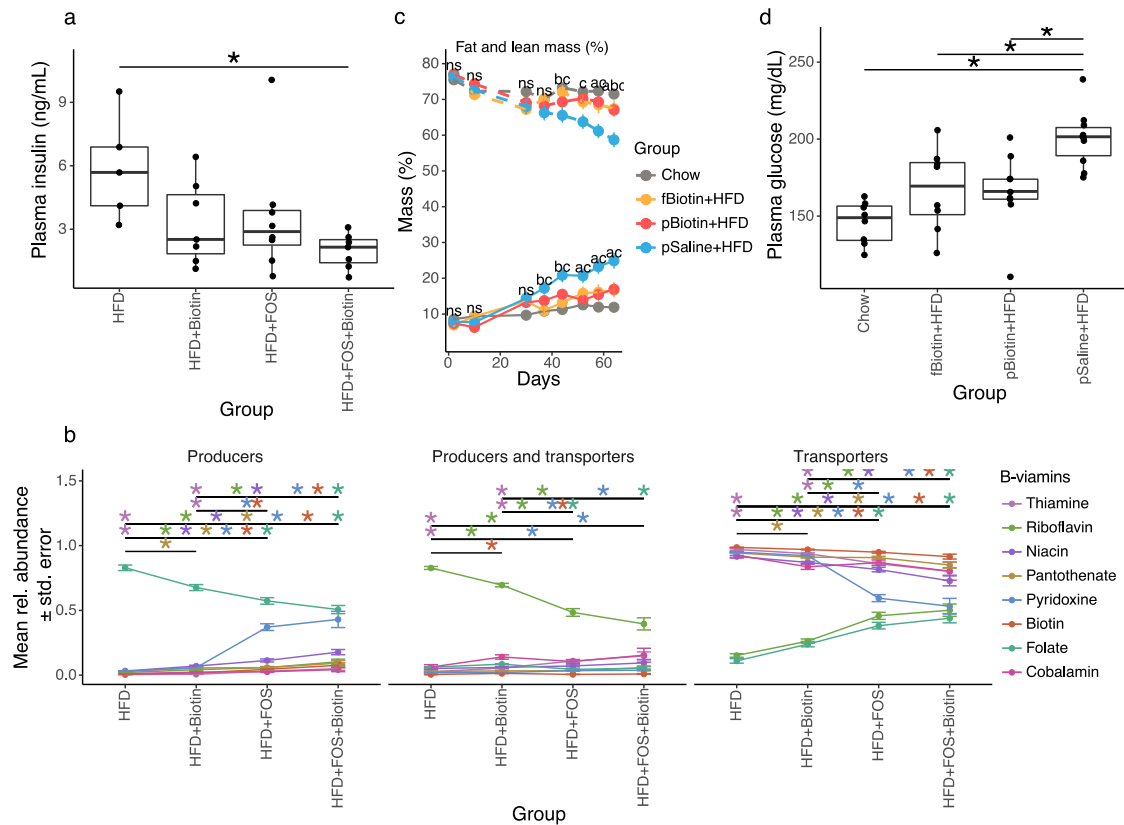 a
Plasma insulin (ng/mL)
9
6
3
*
HFD
HFD+Biotin
HFD+FOS
HFD+FOS+Biotin
Group
c
Fat and lean mass (%)
Mass (%)
80
70
60
50
40
30
20
10
ns
ns
ns
ns
bc
c
ac
abc
ns
ns
ns
bc
bc
ac
bc
ac
0
20
40
60
Days
Group
Chow
fBiotin+HFD
pBiotin+HFD
pSaline+HFD
d
Plasma glucose (mg/dL)
250
200
150
*
*
*
Chow
fBiotin+HFD
pBiotin+HFD
pSaline+HFD
Group
b
Mean rel. abundance
± std. error
1.5
1.0
0.5
0.0
Producers
* * * * * *
* * *
* * * * * *
* * * * * * *
*
HFD
HFD+Biotin
HFD+FOS
HFD+FOS+Biotin
Producers and transporters
* * * *
* * * * *
* * * *
* * * *
*
HFD
HFD+Biotin
HFD+FOS
HFD+FOS+Biotin
Group
Transporters
* * * * * *
* * *
* * * * * * *
* * * * * * *
*
HFD
HFD+Biotin
HFD+FOS
HFD+FOS+Biotin
B-viamins
Thiamine
Riboflavin
Niacin
Pantothenate
Pyridoxine
Biotin
Folate
Cobalamin